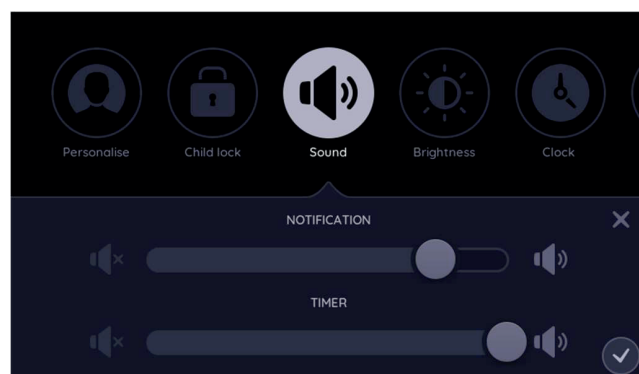 Personalise
Child lock
Sound
Brightness
Clock
NOTIFICATION
TIMER